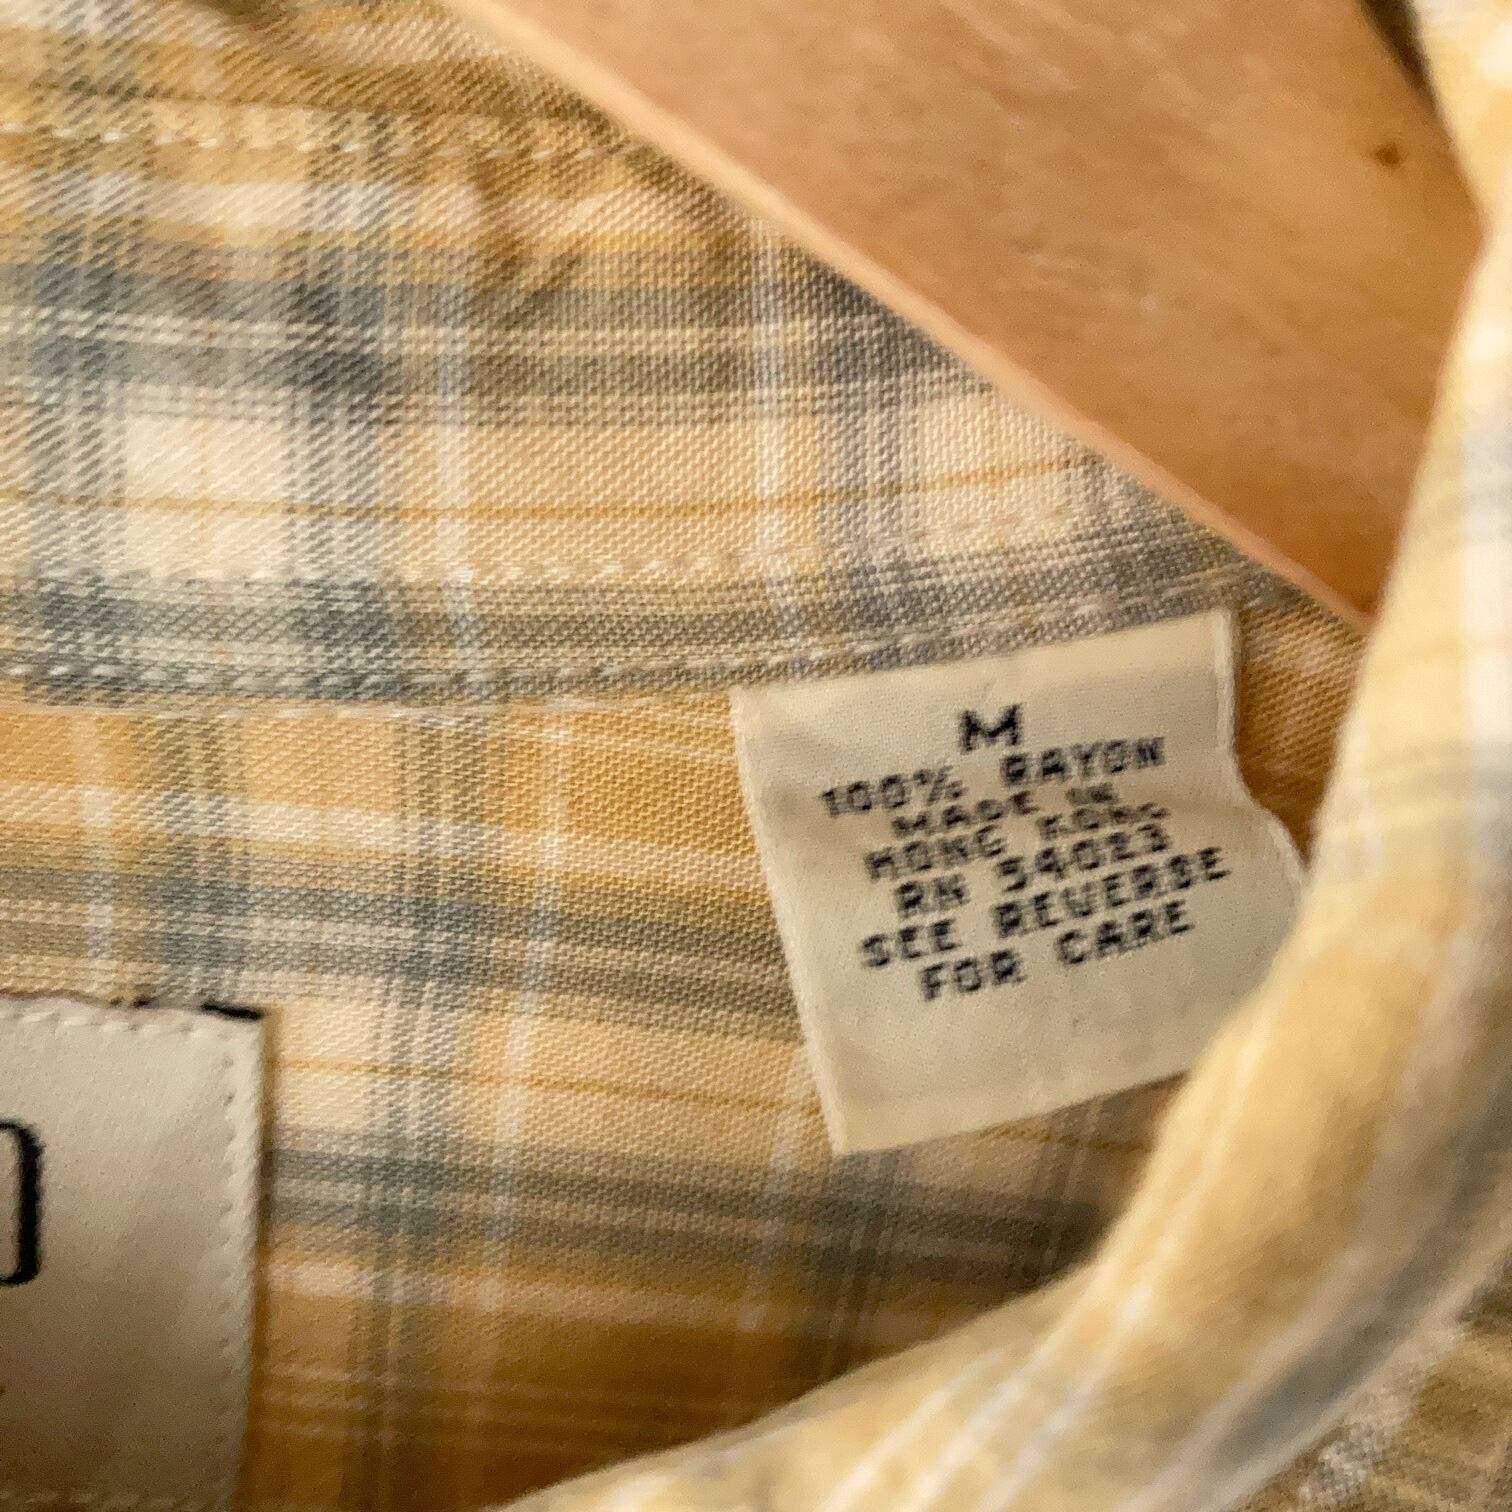 M
100% RAYON
MADE IN
HONG KONG
RN 54023
SEE REVERSE
FOR CARE